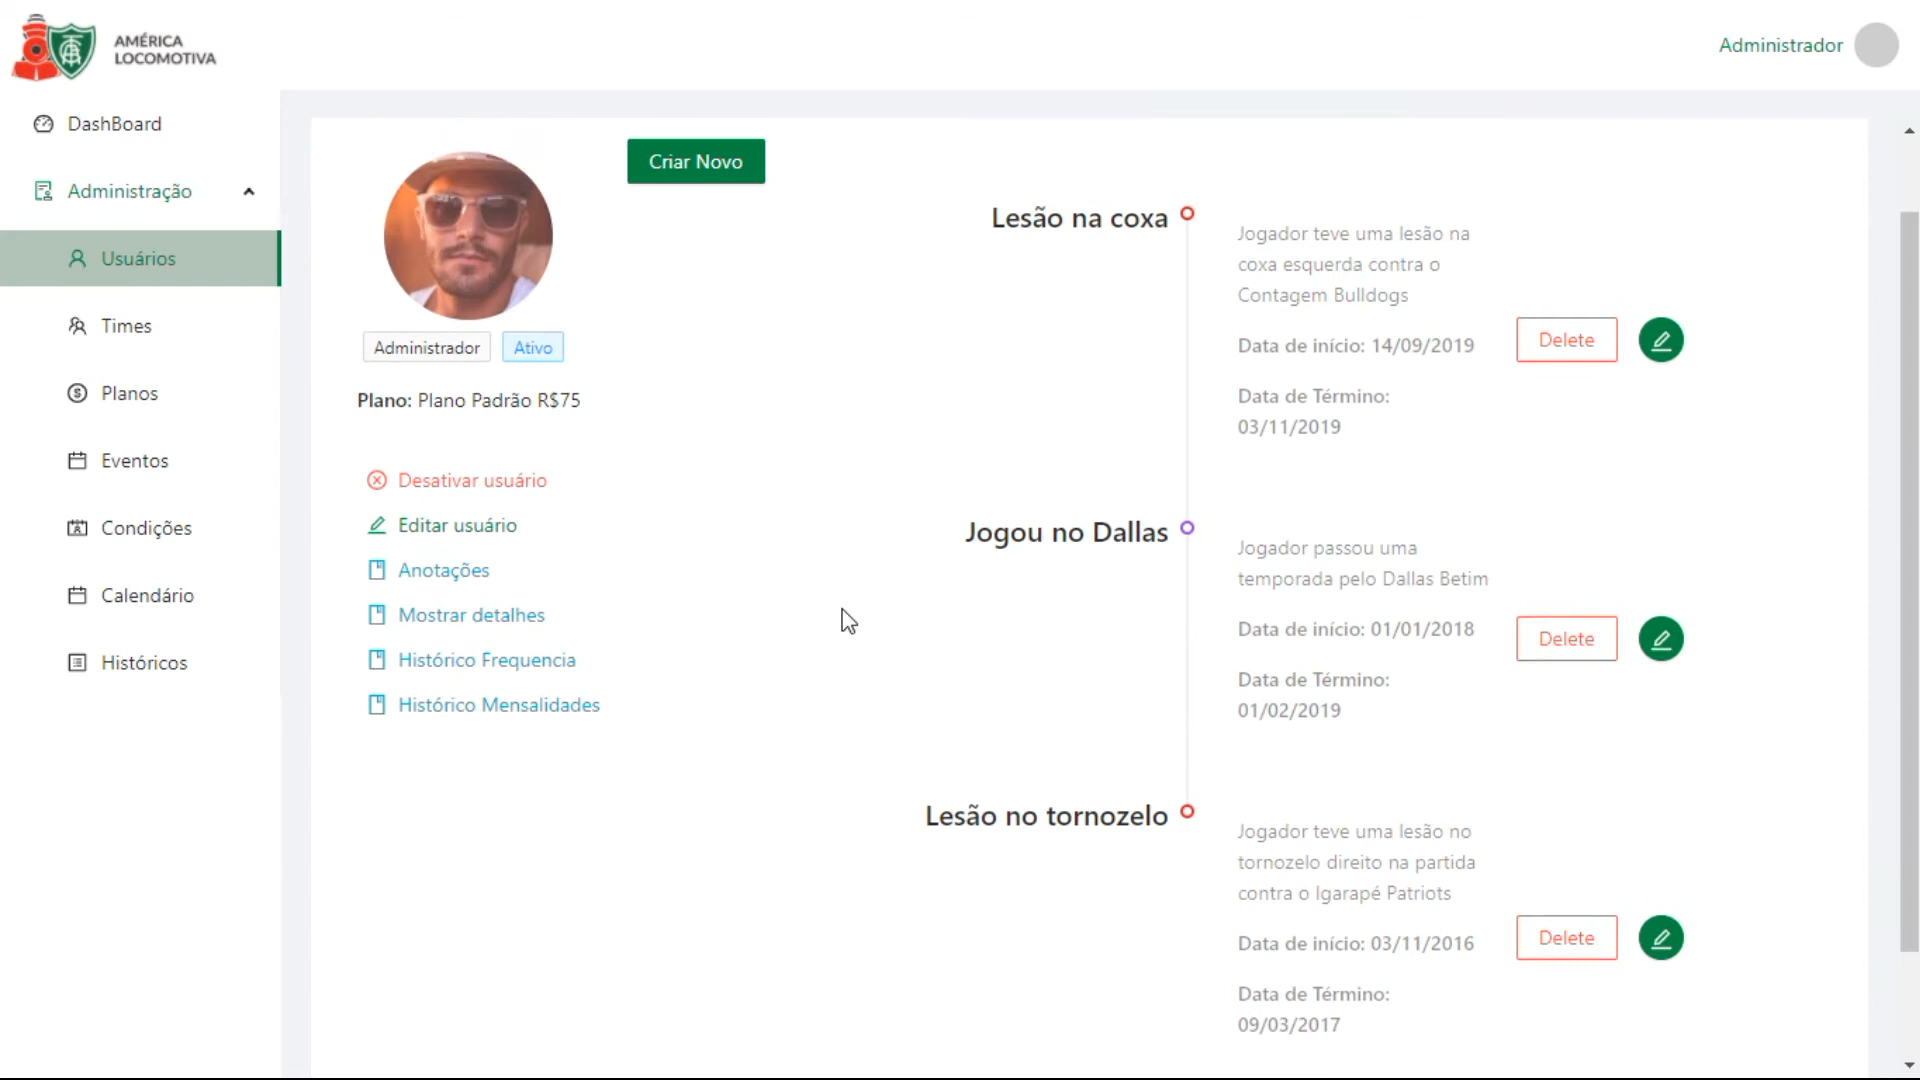 AMÉRICA
LOCOMOTIVA
Administrador
DashBoard
Administração
Usuários
Times
Planos
Eventos
Condições
Calendário
Históricos
Criar Novo
Administrador
Ativo
Plano: Plano Padrão R$75
Desativar usuário
Editar usuário
Anotações
Mostrar detalhes
Histórico Frequencia
Histórico Mensalidades
Lesão na coxa
Jogador teve uma lesão na
coxa esquerda contra o
Contagem Bulldogs
Data de início: 14/09/2019
Data de Término:
03/11/2019
Delete
Jogou no Dallas
Jogador passou uma
temporada pelo Dallas Betim
Data de início: 01/01/2018
Data de Término:
01/02/2019
Delete
Lesão no tornozelo
Jogador teve uma lesão no
tornozelo direito na partida
contra o Igarapé Patriots
Data de início: 03/11/2016
Data de Término:
09/03/2017
Delete